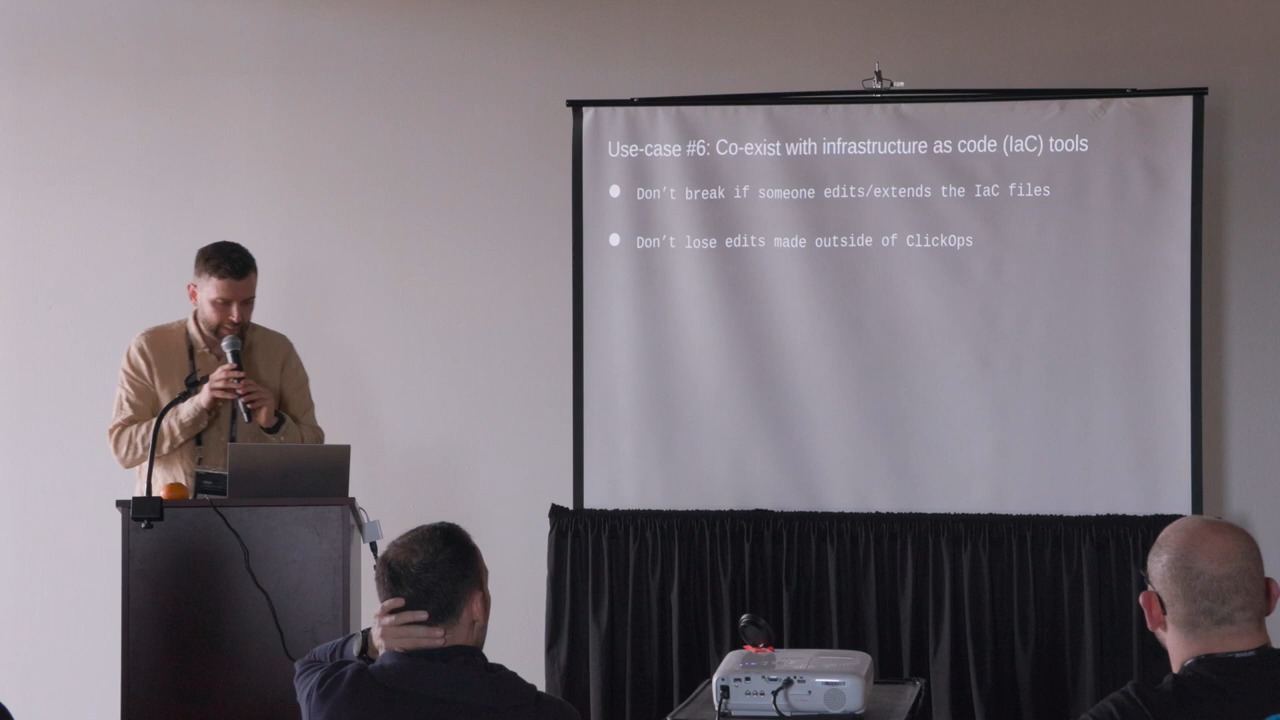 Use-case #6: Co-exist with infrastructure as code (IaC) tools
Don’t break if someone edits/extends the IaC files
Don’t lose edits made outside of ClickOps